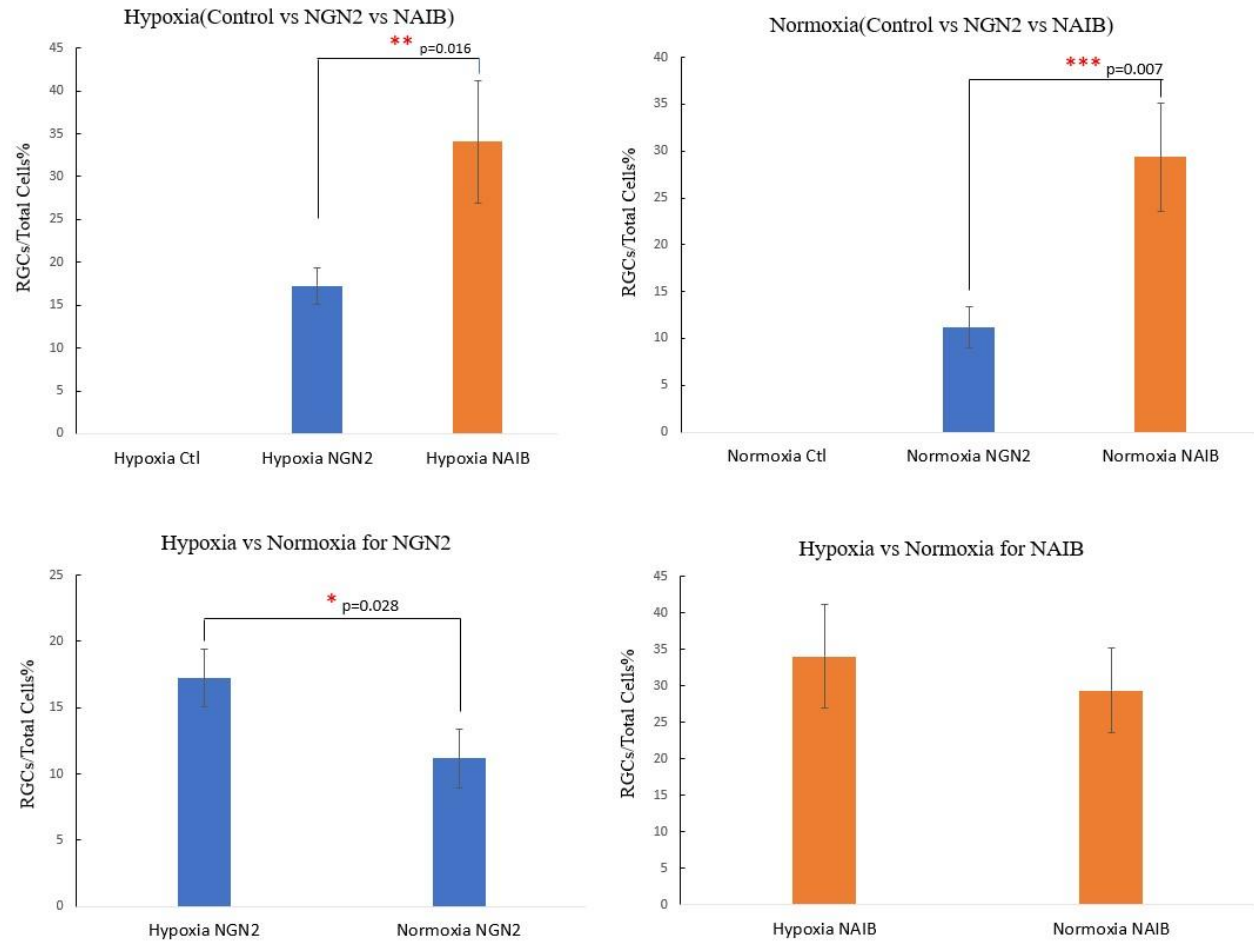 Hypoxia(Control vs NGN2 vs NAIB)
** p=0.016
RGCs/Total Cells%
45
40
35
30
25
20
15
10
5
0
Hypoxia Ctl Hypoxia NGN2 Hypoxia NAIB
Normoxia(Control vs NGN2 vs NAIB)
*** p=0.007
RGCs/Total Cells%
40
35
30
25
20
15
10
5
0
Normoxia Ctl Normoxia NGN2 Normoxia NAIB
Hypoxia vs Normoxia for NGN2
* p=0.028
RGCs/Total Cells%
25
20
15
10
5
0
Hypoxia NGN2 Normoxia NGN2
Hypoxia vs Normoxia for NAIB
RGCs/Total Cells%
45
40
35
30
25
20
15
10
5
0
Hypoxia NAIB Normoxia NAIB